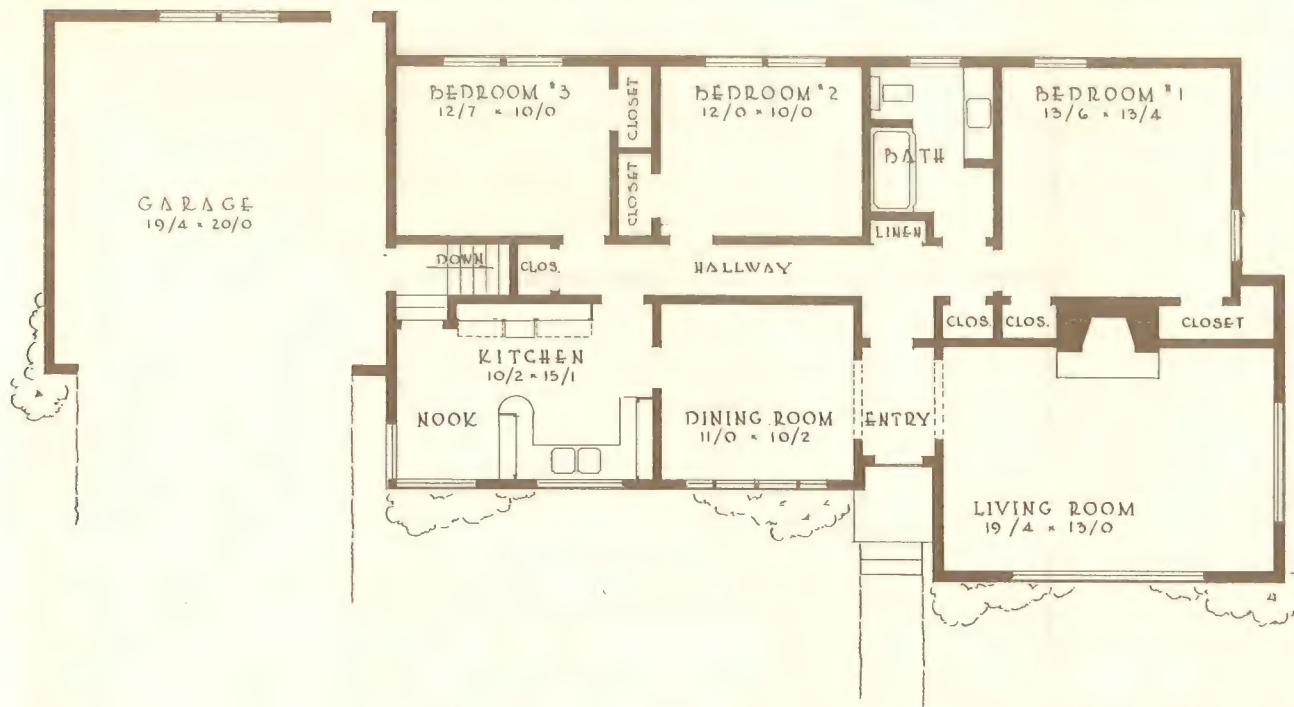 BEDROOM #3
12/7 × 10/0
CLOSET
BEDROOM #2
12/0 × 10/0
BEDROOM #1
13/6 × 13/4
BATH
CLOSET
GARAGE
19/4 × 20/0
LINEN
DOWN
CLOS.
HALLWAY
CLOS.
CLOS.
CLOSET
KITCHEN
10/2 × 15/1
NOOK
DINING ROOM
11/0 × 10/2
ENTRY
LIVING ROOM
19/4 × 13/0